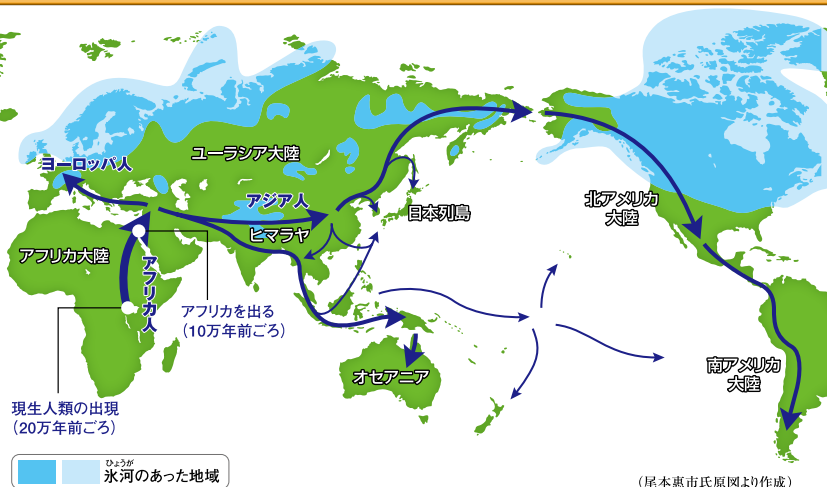 ヨーロッパ人
ユーラシア大陸
アジア人
ヒマラヤ
日本列島
北アメリカ
大陸
アフリカ大陸
アフリカ人
アフリカを出る
(10万年前ごろ)
オセアニア
南アメリカ
大陸
現生人類の出現
(20万年前ごろ)
ひょうが
氷河のあった地域
(尾本惠市氏原図より作成)